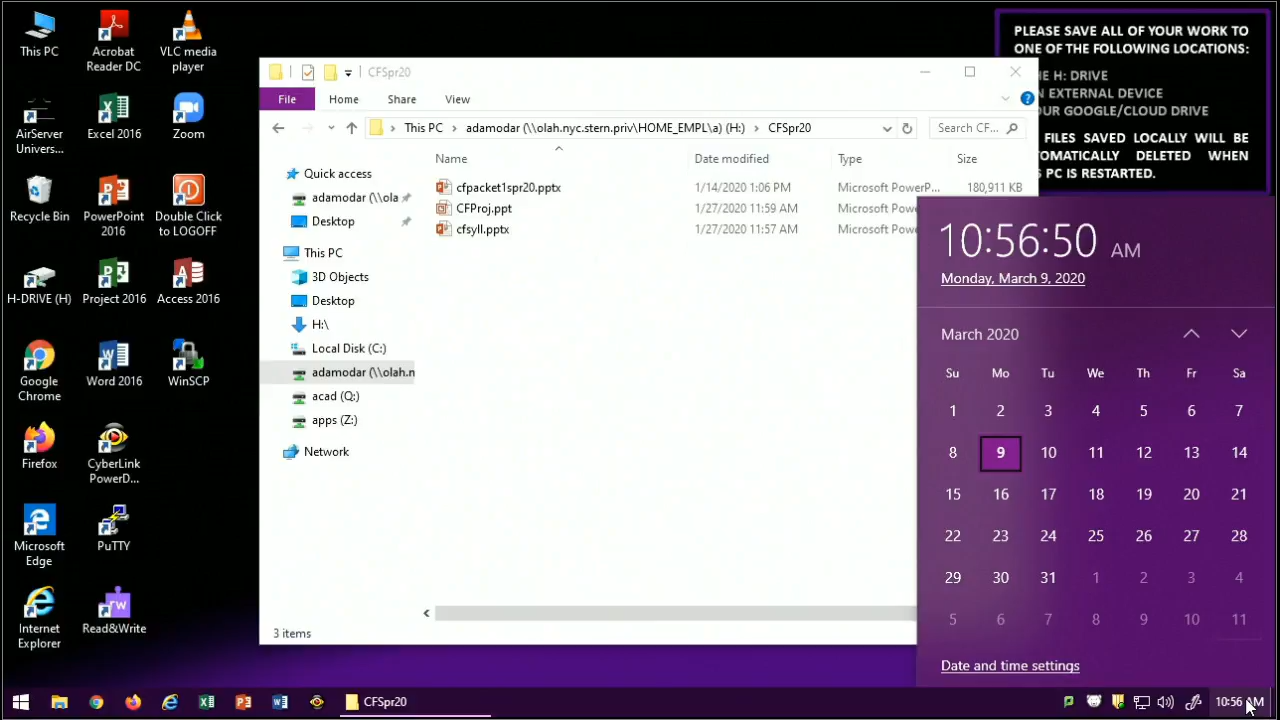 This PC
Acrobat
Reader DC
VLC media
player
AirServer
Univers...
Excel 2016
Zoom
Recycle Bin
PowerPoint
2016
Double Click
to LOGOFF
H-DRIVE (H)
Project 2016
Access 2016
Google
Chrome
Word 2016
WinSCP
Firefox
CyberLink
PowerD...
Microsoft
Edge
PuTTY
Internet
Explorer
Read&Write
PLEASE SAVE ALL OF YOUR WORK TO
ONE OF THE FOLLOWING LOCATIONS:
HE H: DRIVE
N EXTERNAL DEVICE
OUR GOOGLE/CLOUD DRIVE
FILES SAVED LOCALLY WILL BE
TOMATICALLY DELETED WHEN
S PC IS RESTARTED.
CFSpr20
File Home Share View
This PC adamodar (\\olah.nyc.stern.priv\HOME_EMPL\a) (H:) CFSpr20
Search CF...
Name Date modified Type Size
cfpacket1spr20.pptx 1/14/2020 1:06 PM Microsoft PowerP... 180,911 KB
CFProj.ppt 1/27/2020 11:59 AM Microsoft Powe
cfsyll.pptx 1/27/2020 11:57 AM Microsoft Powe
Quick access
adamodar (\\ola
Desktop
This PC
3D Objects
Desktop
H:\
Local Disk (C:)
adamodar (\\olah.n
acad (Q:)
apps (Z:)
Network
3 items
10:56:50 AM
Monday, March 9, 2020
March 2020
Su Mo Tu We Th Fr Sa
1 2 3 4 5 6 7
8 9 10 11 12 13 14
15 16 17 18 19 20 21
22 23 24 25 26 27 28
29 30 31 1 2 3 4
5 6 7 8 9 10 11
Date and time settings
CFSpr20
10:56 AM